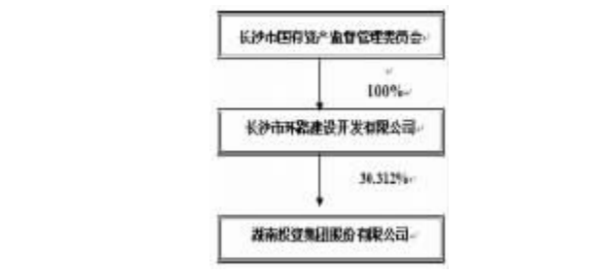 长沙市国有资产监督管理委员会
100%
长沙市环路建设开发有限公司
30.312%
湖南投资集团股份有限公司